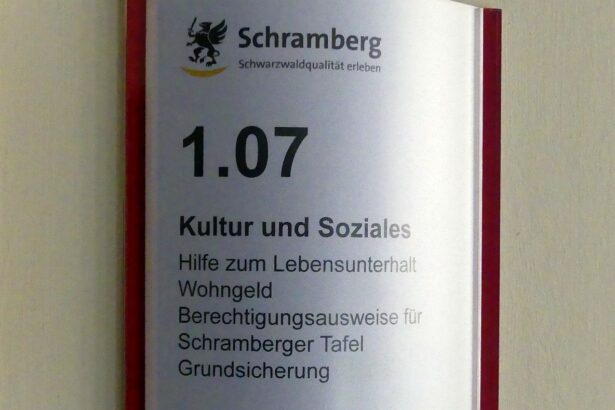 Schramberg
Schwarzwaldqualität erleben
1.07
Kultur und Soziales
Hilfe zum Lebensunterhalt
Wohngeld
Berechtigungsausweise für
Schramberger Tafel
Grundsicherung